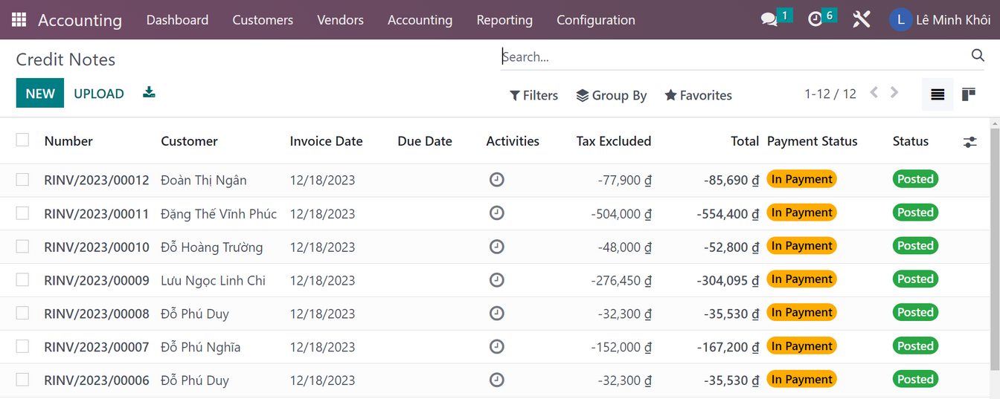 Accounting Dashboard Customers Vendors Accounting Reporting Configuration 1 6 L Lê Minh Khôi
Credit Notes Search...
NEW UPLOAD Filters Group By Favorites 1-12 / 12
Number Customer Invoice Date Due Date Activities Tax Excluded Total Payment Status Status
RINV/2023/00012 Đoàn Thị Ngân 12/18/2023 -77,900 ₫ -85,690 ₫ In Payment Posted
RINV/2023/00011 Đặng Thế Vĩnh Phúc 12/18/2023 -504,000 ₫ -554,400 ₫ In Payment Posted
RINV/2023/00010 Đỗ Hoàng Trường 12/18/2023 -48,000 ₫ -52,800 ₫ In Payment Posted
RINV/2023/00009 Lưu Ngọc Linh Chi 12/18/2023 -276,450 ₫ -304,095 ₫ In Payment Posted
RINV/2023/00008 Đỗ Phú Duy 12/18/2023 -32,300 ₫ -35,530 ₫ In Payment Posted
RINV/2023/00007 Đỗ Phú Nghĩa 12/18/2023 -152,000 ₫ -167,200 ₫ In Payment Posted
RINV/2023/00006 Đỗ Phú Duy 12/18/2023 -32,300 ₫ -35,530 ₫ In Payment Posted